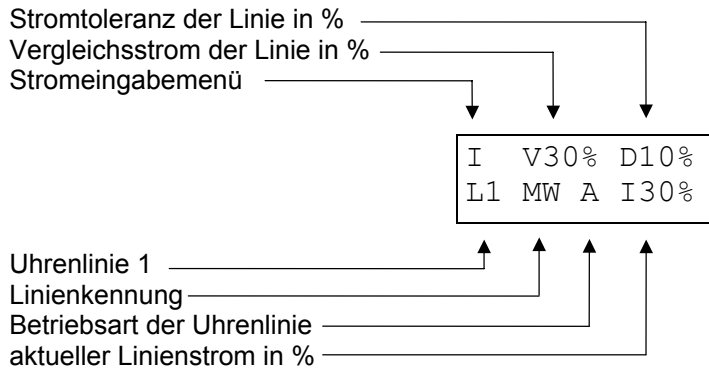 Stromtoleranz der Linie in %
Vergleichsstrom der Linie in %
Stromeingabemenü
I V30% D10%
L1 MW A I30%
Uhrenlinie 1
Linienkennung
Betriebsart der Uhrenlinie
aktueller Linienstrom in %